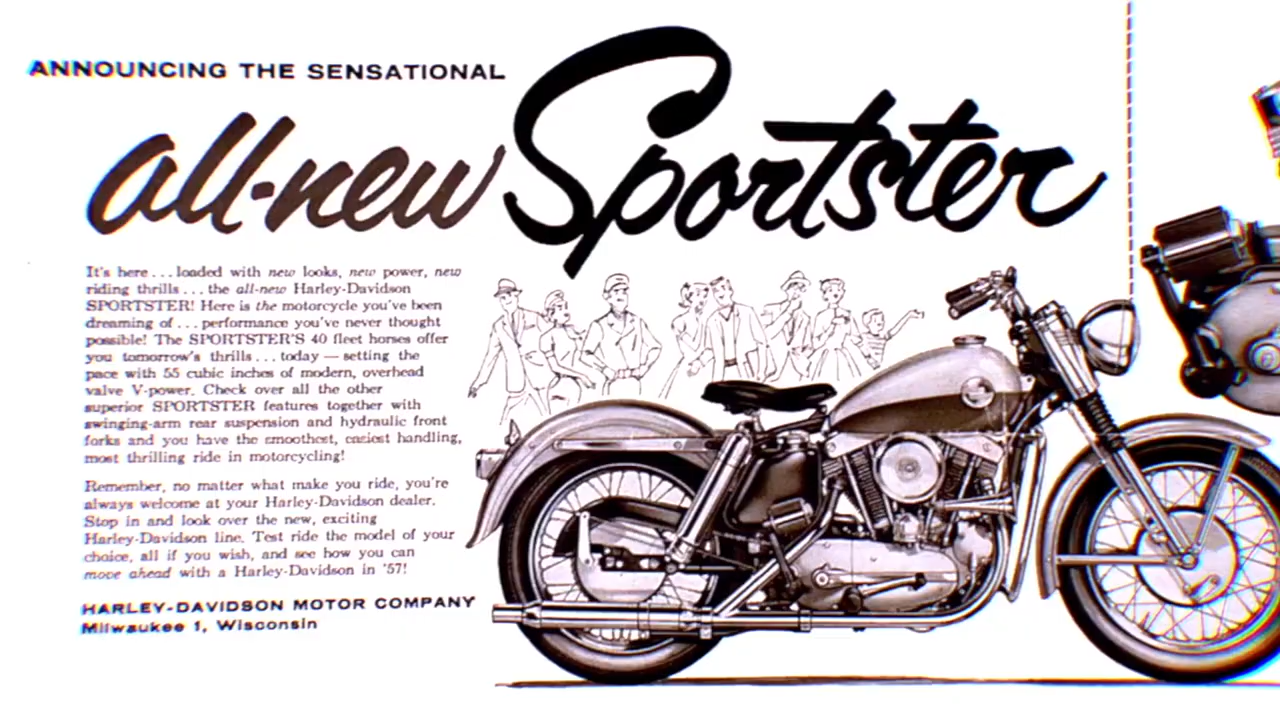 ANNOUNCING THE SENSATIONAL
all-new Sportster
It's here . . . loaded with new looks, new power, new
riding thrills . . . the all-new Harley-Davidson
SPORTSTER! Here is the motorcycle you've been
dreaming of . . . performance you've never thought
possible! The SPORTSTER'S 40 fleet horses offer
you tomorrow's thrills . . . today — setting the
pace with 55 cubic inches of modern, overhead
valve V-power. Check over all the other
superior SPORTSTER features together with
swinging-arm rear suspension and hydraulic front
forks and you have the smoothest, easiest handling,
most thrilling ride in motorcycling!
Remember, no matter what make you ride, you're
always welcome at your Harley-Davidson dealer.
Stop in and look over the new, exciting
Harley-Davidson line. Test ride the model of your
choice, all if you wish, and see how you can
move ahead with a Harley-Davidson in '57!
HARLEY-DAVIDSON MOTOR COMPANY
Milwaukee 1, Wisconsin